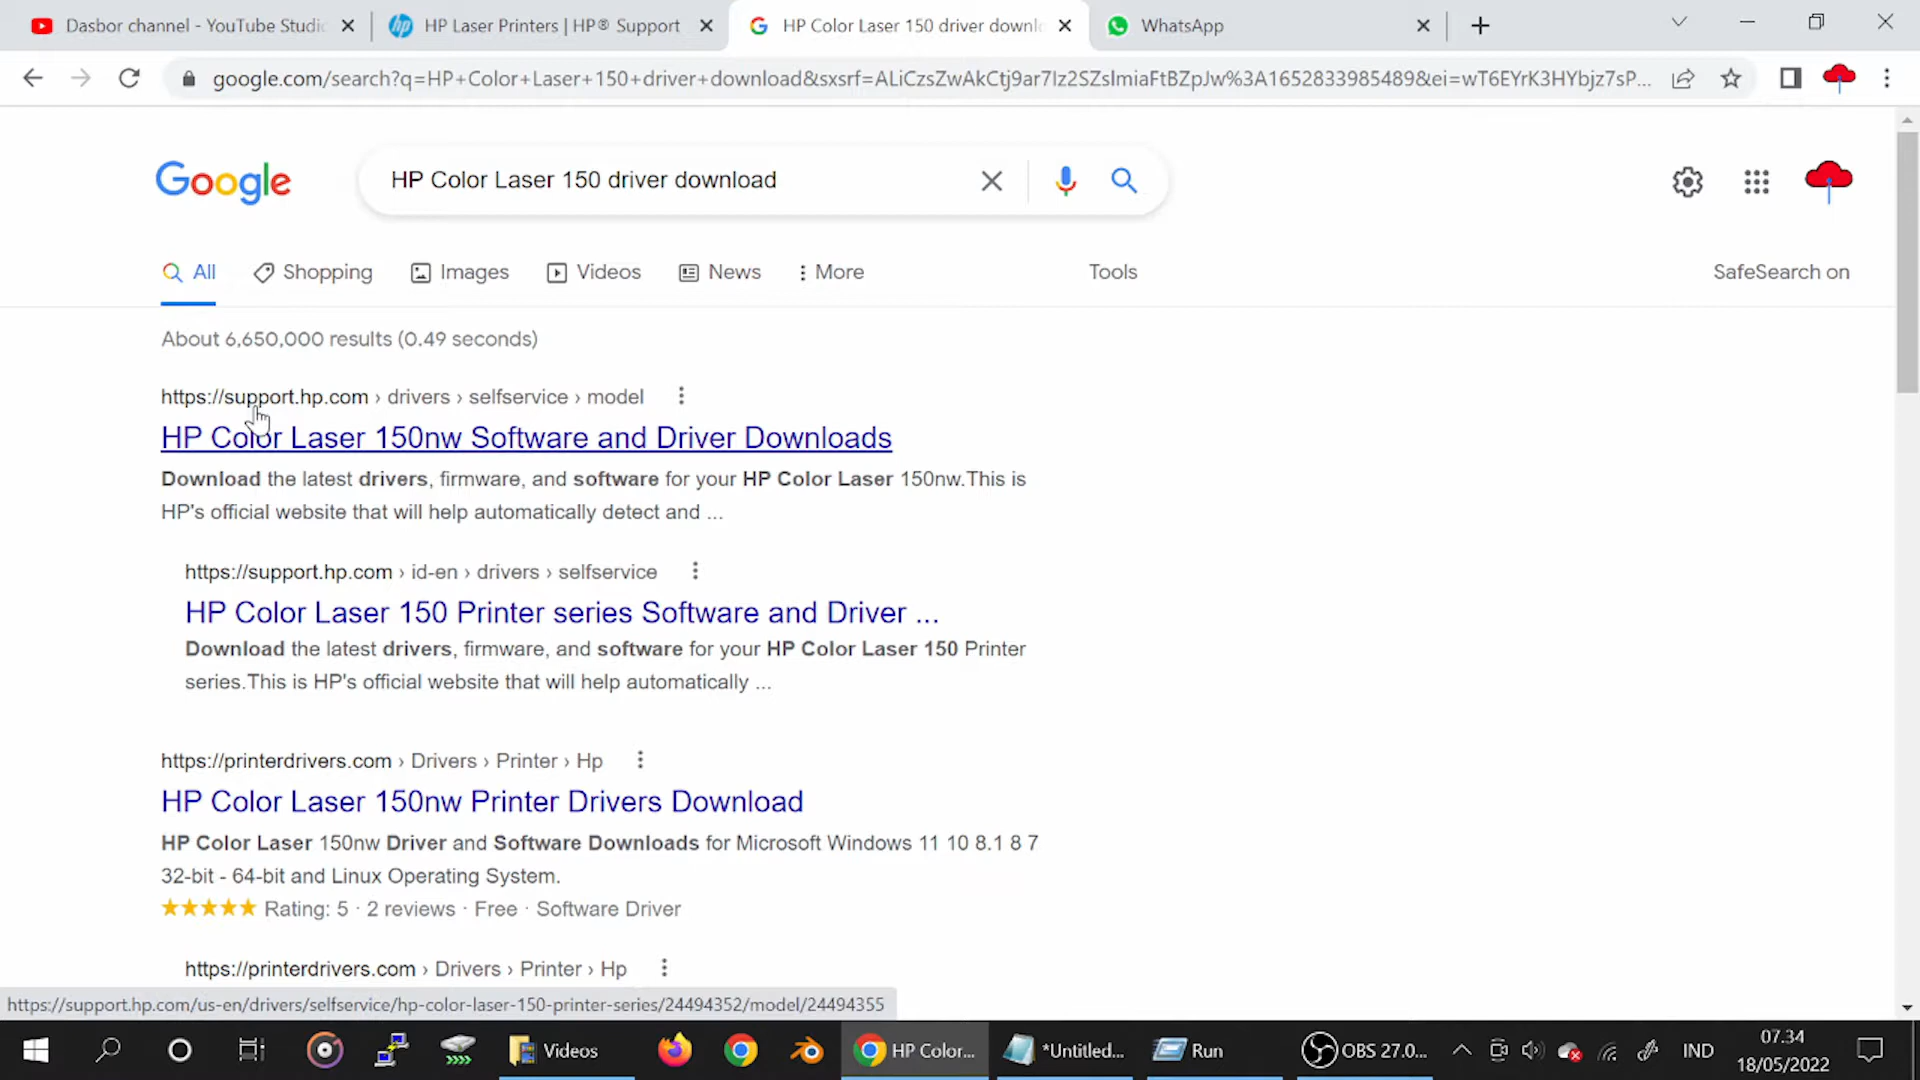 Dasbor channel - YouTube Studi
HP Laser Printers | HP® Support
HP Color Laser 150 driver downl
WhatsApp
google.com/search?q=HP+Color+Laser+150+driver+download&sxsrf=ALiCzsZwAkCtj9ar7Iz2SZslmiaFtBZpJw%3A1652833985489&ei=wT6EYrK3HYbjz7sP...
Google
HP Color Laser 150 driver download
All
Shopping
Images
Videos
News
More
Tools
SafeSearch on
About 6,650,000 results (0.49 seconds)
https://support.hp.com › drivers › selfservice › model
HP Color Laser 150nw Software and Driver Downloads
Download the latest drivers, firmware, and software for your HP Color Laser 150nw.This is
HP's official website that will help automatically detect and ...
https://support.hp.com › id-en › drivers › selfservice
HP Color Laser 150 Printer series Software and Driver ...
Download the latest drivers, firmware, and software for your HP Color Laser 150 Printer
series.This is HP's official website that will help automatically ...
https://printerdrivers.com › Drivers › Printer › Hp
HP Color Laser 150nw Printer Drivers Download
HP Color Laser 150nw Driver and Software Downloads for Microsoft Windows 11 10 8.1 8 7
32-bit - 64-bit and Linux Operating System.
Rating: 5 · 2 reviews · Free · Software Driver
https://printerdrivers.com › Drivers › Printer › Hp
https://support.hp.com/us-en/drivers/selfservice/hp-color-laser-150-printer-series/24494352/model/24494355
Videos
HP Color...
*Untitled...
Run
OBS 27.0...
IND
07.34
18/05/2022